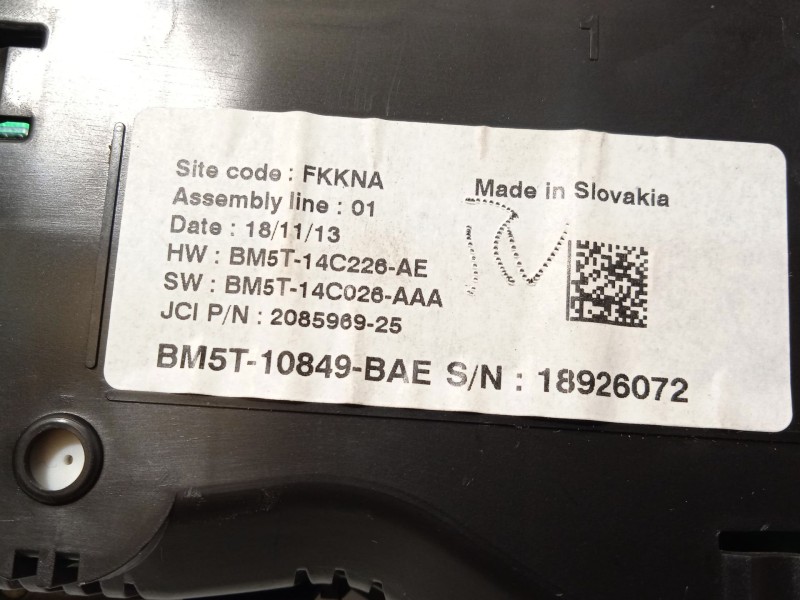 1
Site code : FKKNA
Assembly line : 01
Date : 18/11/13
HW : BM5T-14C226-AE
SW : BM5T-14C026-AAA
JCI P/N : 2085969-25
Made in Slovakia
BM5T-10849-BAE S/N : 18926072